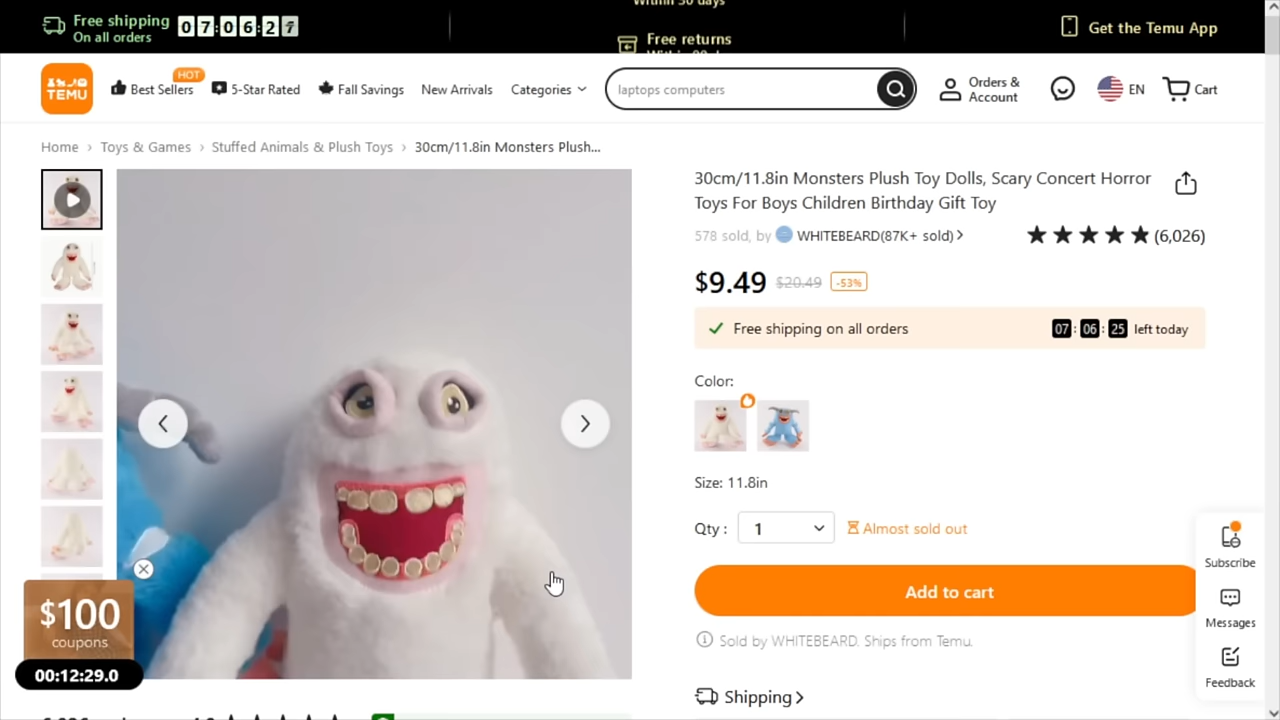 Within 30 days
Free shipping
On all orders
07:06:27
Free returns
Get the Temu App
TEMU
Best Sellers
HOT
5-Star Rated
Fall Savings
New Arrivals
Categories
laptops computers
Orders &
Account
EN
Cart
Home › Toys & Games › Stuffed Animals & Plush Toys › 30cm/11.8in Monsters Plush...
30cm/11.8in Monsters Plush Toy Dolls, Scary Concert Horror
Toys For Boys Children Birthday Gift Toy
578 sold, by WHITEBEARD(87K+ sold) >
(6,026)
$9.49 $20.49 -53%
Free shipping on all orders
07 : 06 : 25 left today
Color:
Size: 11.8in
Qty : 1
Almost sold out
Add to cart
Sold by WHITEBEARD. Ships from Temu.
Shipping >
$100
coupons
00:12:29.0
Subscribe
Messages
Feedback